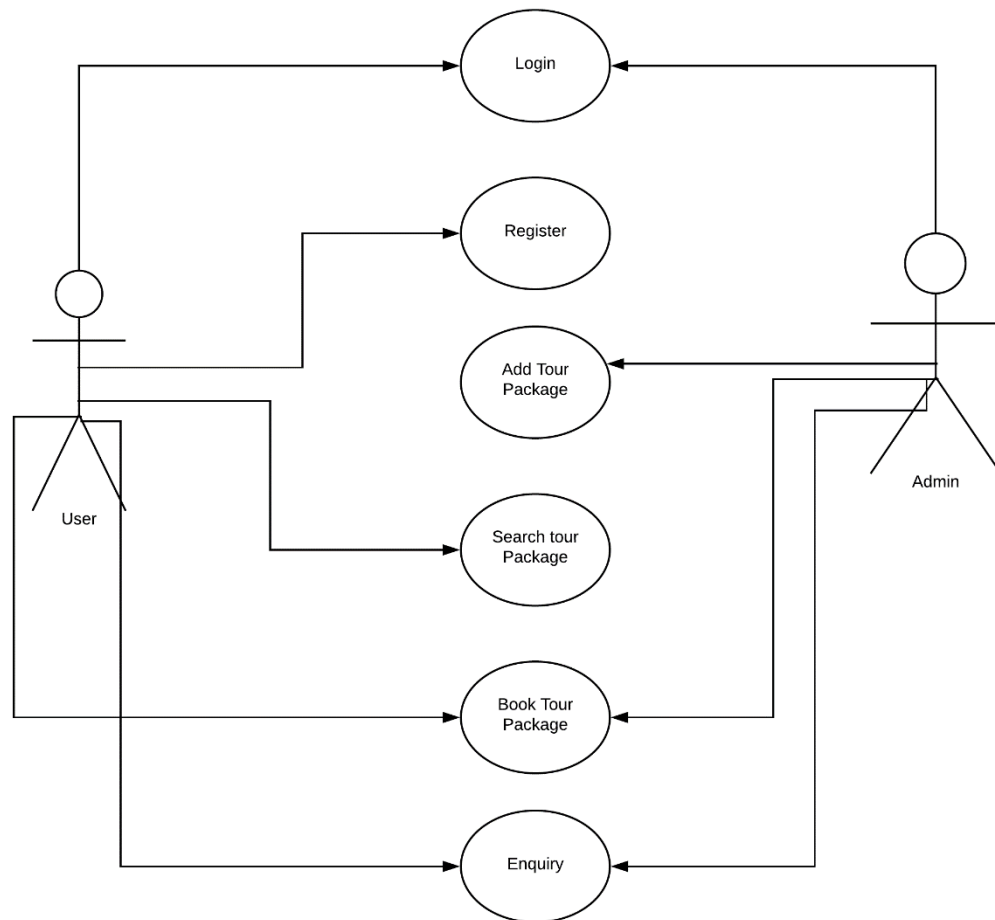 Login
Register
Add Tour
Package
Admin
User
Search tour
Package
Book Tour
Package
Enquiry